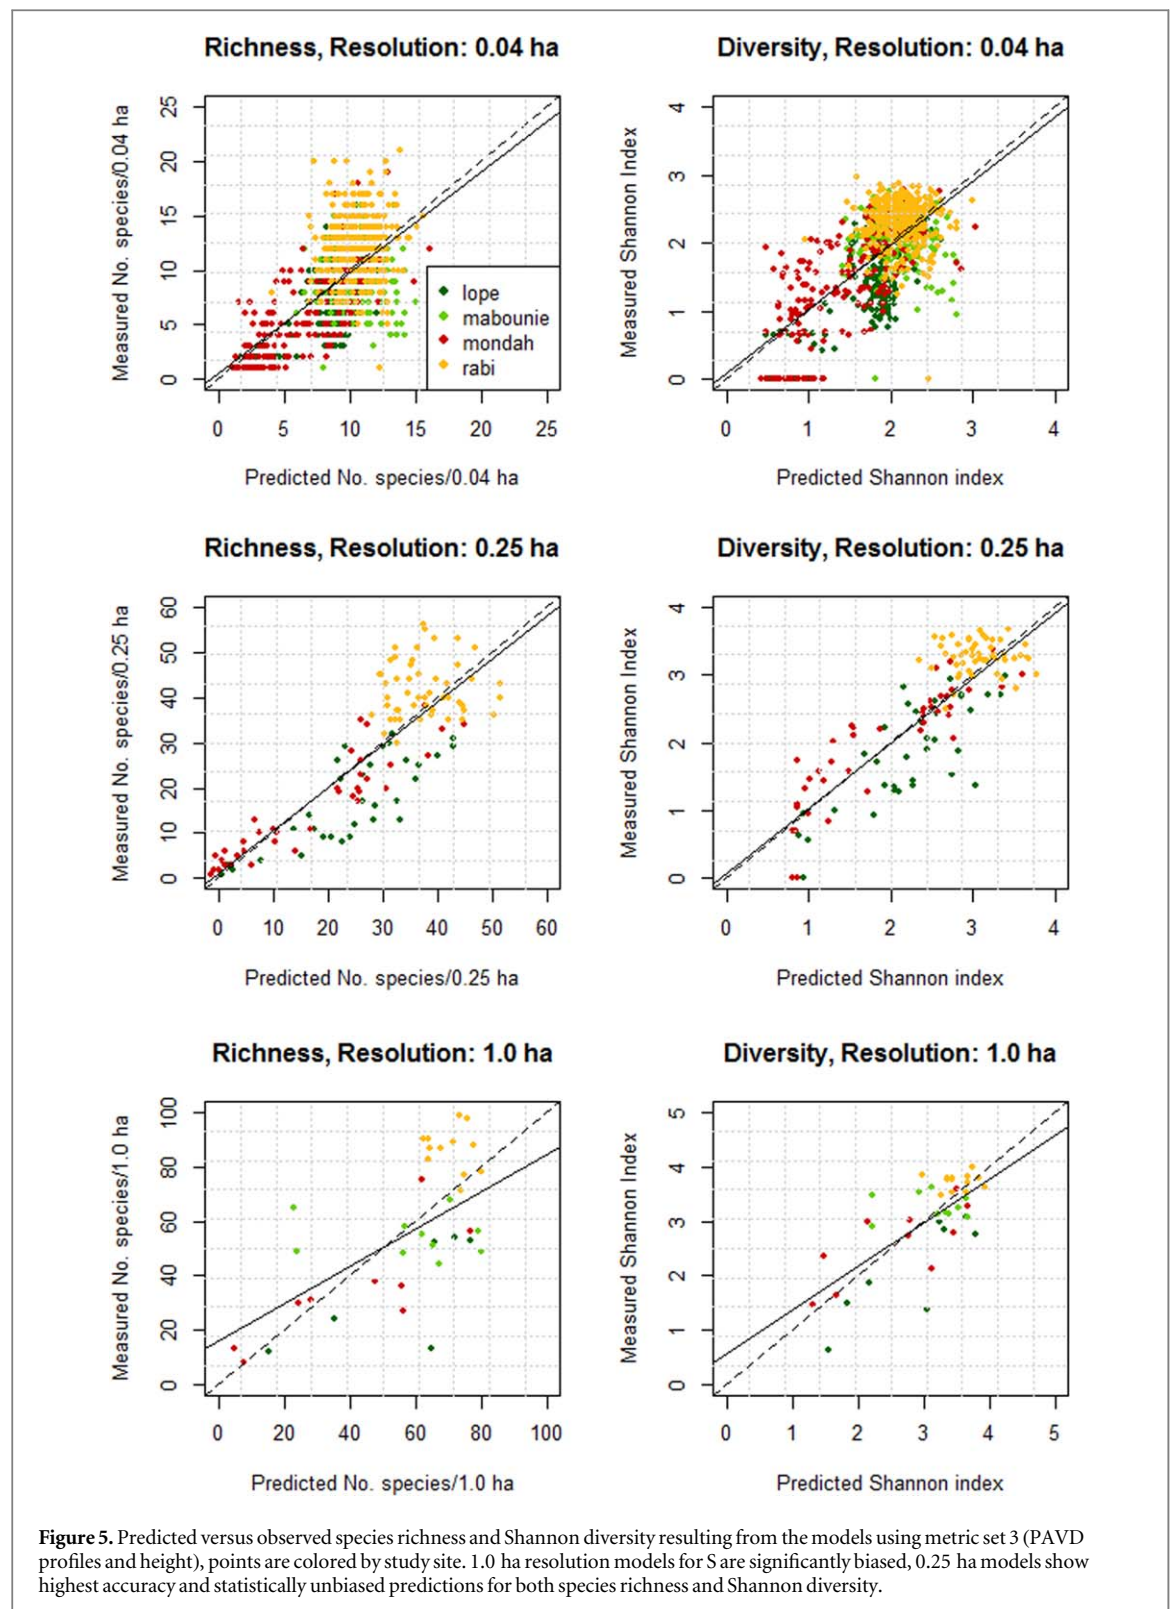 Richness, Resolution: 0.04 ha
Measured No. species/0.04 ha
25
20
15
10
5
0
lope
mabounie
mondah
rabi
0 5 10 15 20 25
Predicted No. species/0.04 ha
Diversity, Resolution: 0.04 ha
Measured Shannon Index
4
3
2
1
0
0 1 2 3 4
Predicted Shannon index
Richness, Resolution: 0.25 ha
Measured No. species/0.25 ha
60
50
40
30
20
10
0
0 10 20 30 40 50 60
Predicted No. species/0.25 ha
Diversity, Resolution: 0.25 ha
Measured Shannon Index
4
3
2
1
0
0 1 2 3 4
Predicted Shannon index
Richness, Resolution: 1.0 ha
Measured No. species/1.0 ha
100
80
60
40
20
0
0 20 40 60 80 100
Predicted No. species/1.0 ha
Diversity, Resolution: 1.0 ha
Measured Shannon Index
5
4
3
2
1
0
0 1 2 3 4 5
Predicted Shannon index
Figure 5. Predicted versus observed species richness and Shannon diversity resulting from the models using metric set 3 (PAVD
profiles and height), points are colored by study site. 1.0 ha resolution models for S are significantly biased, 0.25 ha models show
highest accuracy and statistically unbiased predictions for both species richness and Shannon diversity.